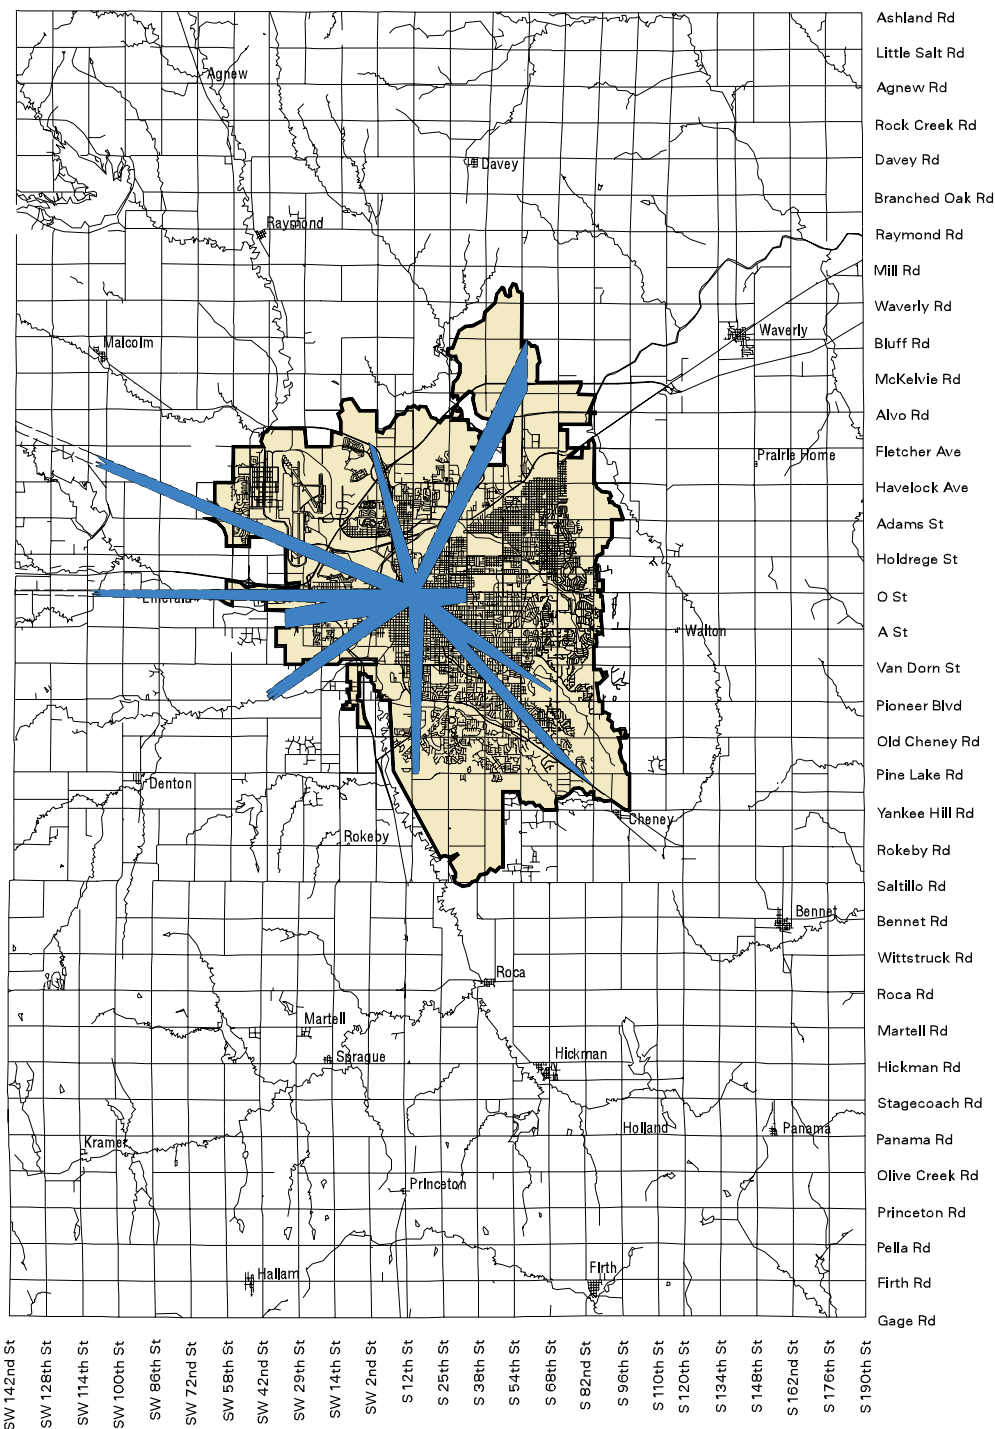 Ashland Rd
Little Salt Rd
Agnew
Agnew Rd
Rock Creek Rd
Davey
Davey Rd
Branched Oak Rd
Raymond
Raymond Rd
Mill Rd
Waverly Rd
Waverly
Malcolm
Bluff Rd
McKelvie Rd
Alvo Rd
Prairie Home
Fletcher Ave
Havelock Ave
Adams St
Holdrege St
Emerald
O St
Walton
A St
Van Dorn St
Pioneer Blvd
Old Cheney Rd
Denton
Pine Lake Rd
Cheney
Yankee Hill Rd
Rokeby
Rokeby Rd
Saltillo Rd
Bennet
Bennet Rd
Wittstruck Rd
Roca
Roca Rd
Martell
Martell Rd
Sprague
Hickman
Hickman Rd
Stagecoach Rd
Holland
Panama
Kramer
Panama Rd
Princeton
Olive Creek Rd
Princeton Rd
Pella Rd
Hallam
Firth
Firth Rd
Gage Rd
SW 142nd St
SW 128th St
SW 114th St
SW 100th St
SW 86th St
SW 72nd St
SW 58th St
SW 42nd St
SW 29th St
SW 14th St
SW 2nd St
S 12th St
S 25th St
S 38th St
S 54th St
S 68th St
S 82nd St
S 96th St
S 110th St
S 120th St
S 134th St
S 148th St
S 162nd St
S 176th St
S 190th St